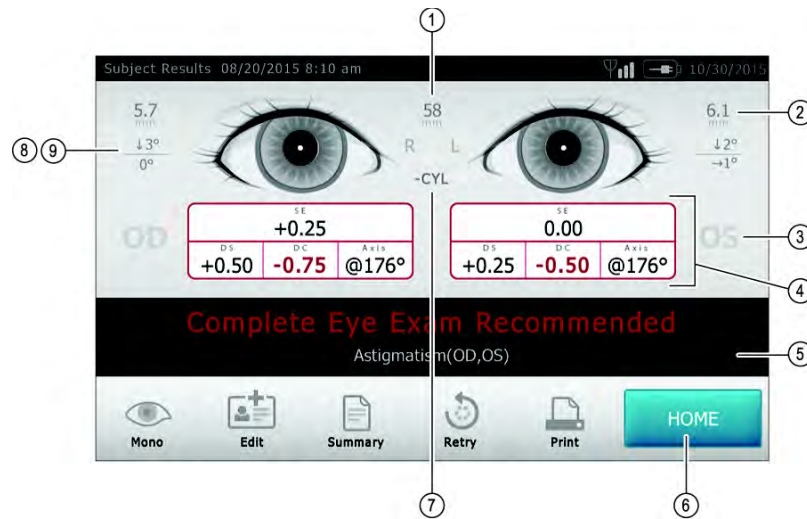 1
Subject Results 08/20/2015 8:10 am 10/30/2015
5.7 58 6.1 2
mm mm mm
8 9 ↓3° R L ↓2°
0° →1°
-CYL
OD OS 3
SE SE
+0.25 0.00
DS DC Axis DS DC Axis
+0.50 -0.75 @176° +0.25 -0.50 @176° 4
Complete Eye Exam Recommended
Astigmatism(OD,OS) 5
Mono Edit Summary Retry Print HOME
7 6